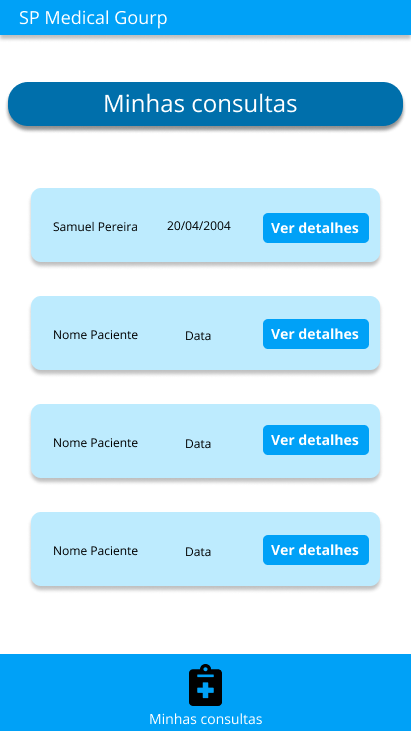 SP Medical Gourp
Minhas consultas
Samuel Pereira 20/04/2004 Ver detalhes
Nome Paciente Data Ver detalhes
Nome Paciente Data Ver detalhes
Nome Paciente Data Ver detalhes
Minhas consultas